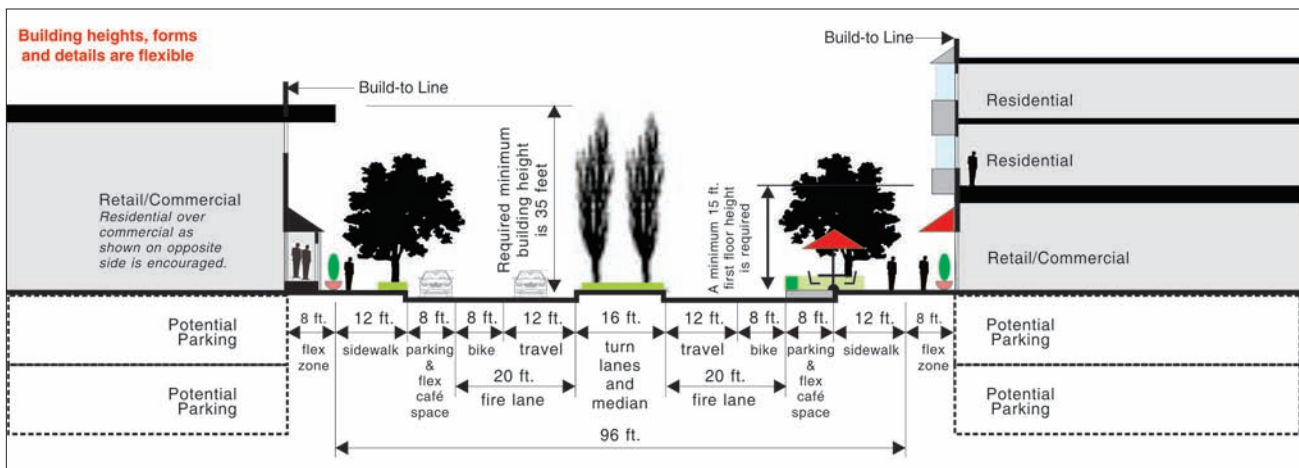 Building heights, forms
and details are flexible
Build-to Line
Build-to Line
Retail/Commercial
Residential over
commercial as
shown on opposite
side is encouraged.
Required minimum
building height
is 35 feet
A minimum 15 ft.
first floor height
is required
Residential
Residential
Retail/Commercial
Potential
Parking
Potential
Parking
8 ft.
flex
zone
12 ft.
sidewalk
8 ft.
parking
&
flex
café
space
8 ft.
bike
12 ft.
travel
20 ft.
fire lane
16 ft.
turn
lanes
and
median
12 ft.
travel
8 ft.
bike
20 ft.
fire lane
8 ft.
parking
&
flex
café
space
12 ft.
sidewalk
8 ft.
flex
zone
96 ft.
Potential
Parking
Potential
Parking